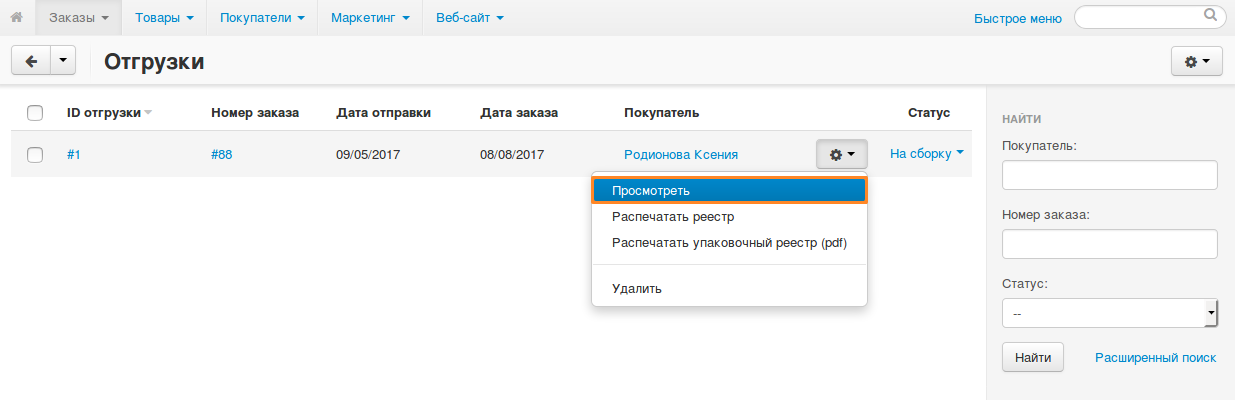 Заказы Товары Покупатели Маркетинг Веб-сайт Быстрое меню
Отгрузки
ID отгрузки Номер заказа Дата отправки Дата заказа Покупатель Статус
#1 #88 09/05/2017 08/08/2017 Родионова Ксения На сборку
Просмотреть
Распечатать реестр
Распечатать упаковочный реестр (pdf)
Удалить
НАЙТИ
Покупатель:
Номер заказа:
Статус:
--
Найти Расширенный поиск